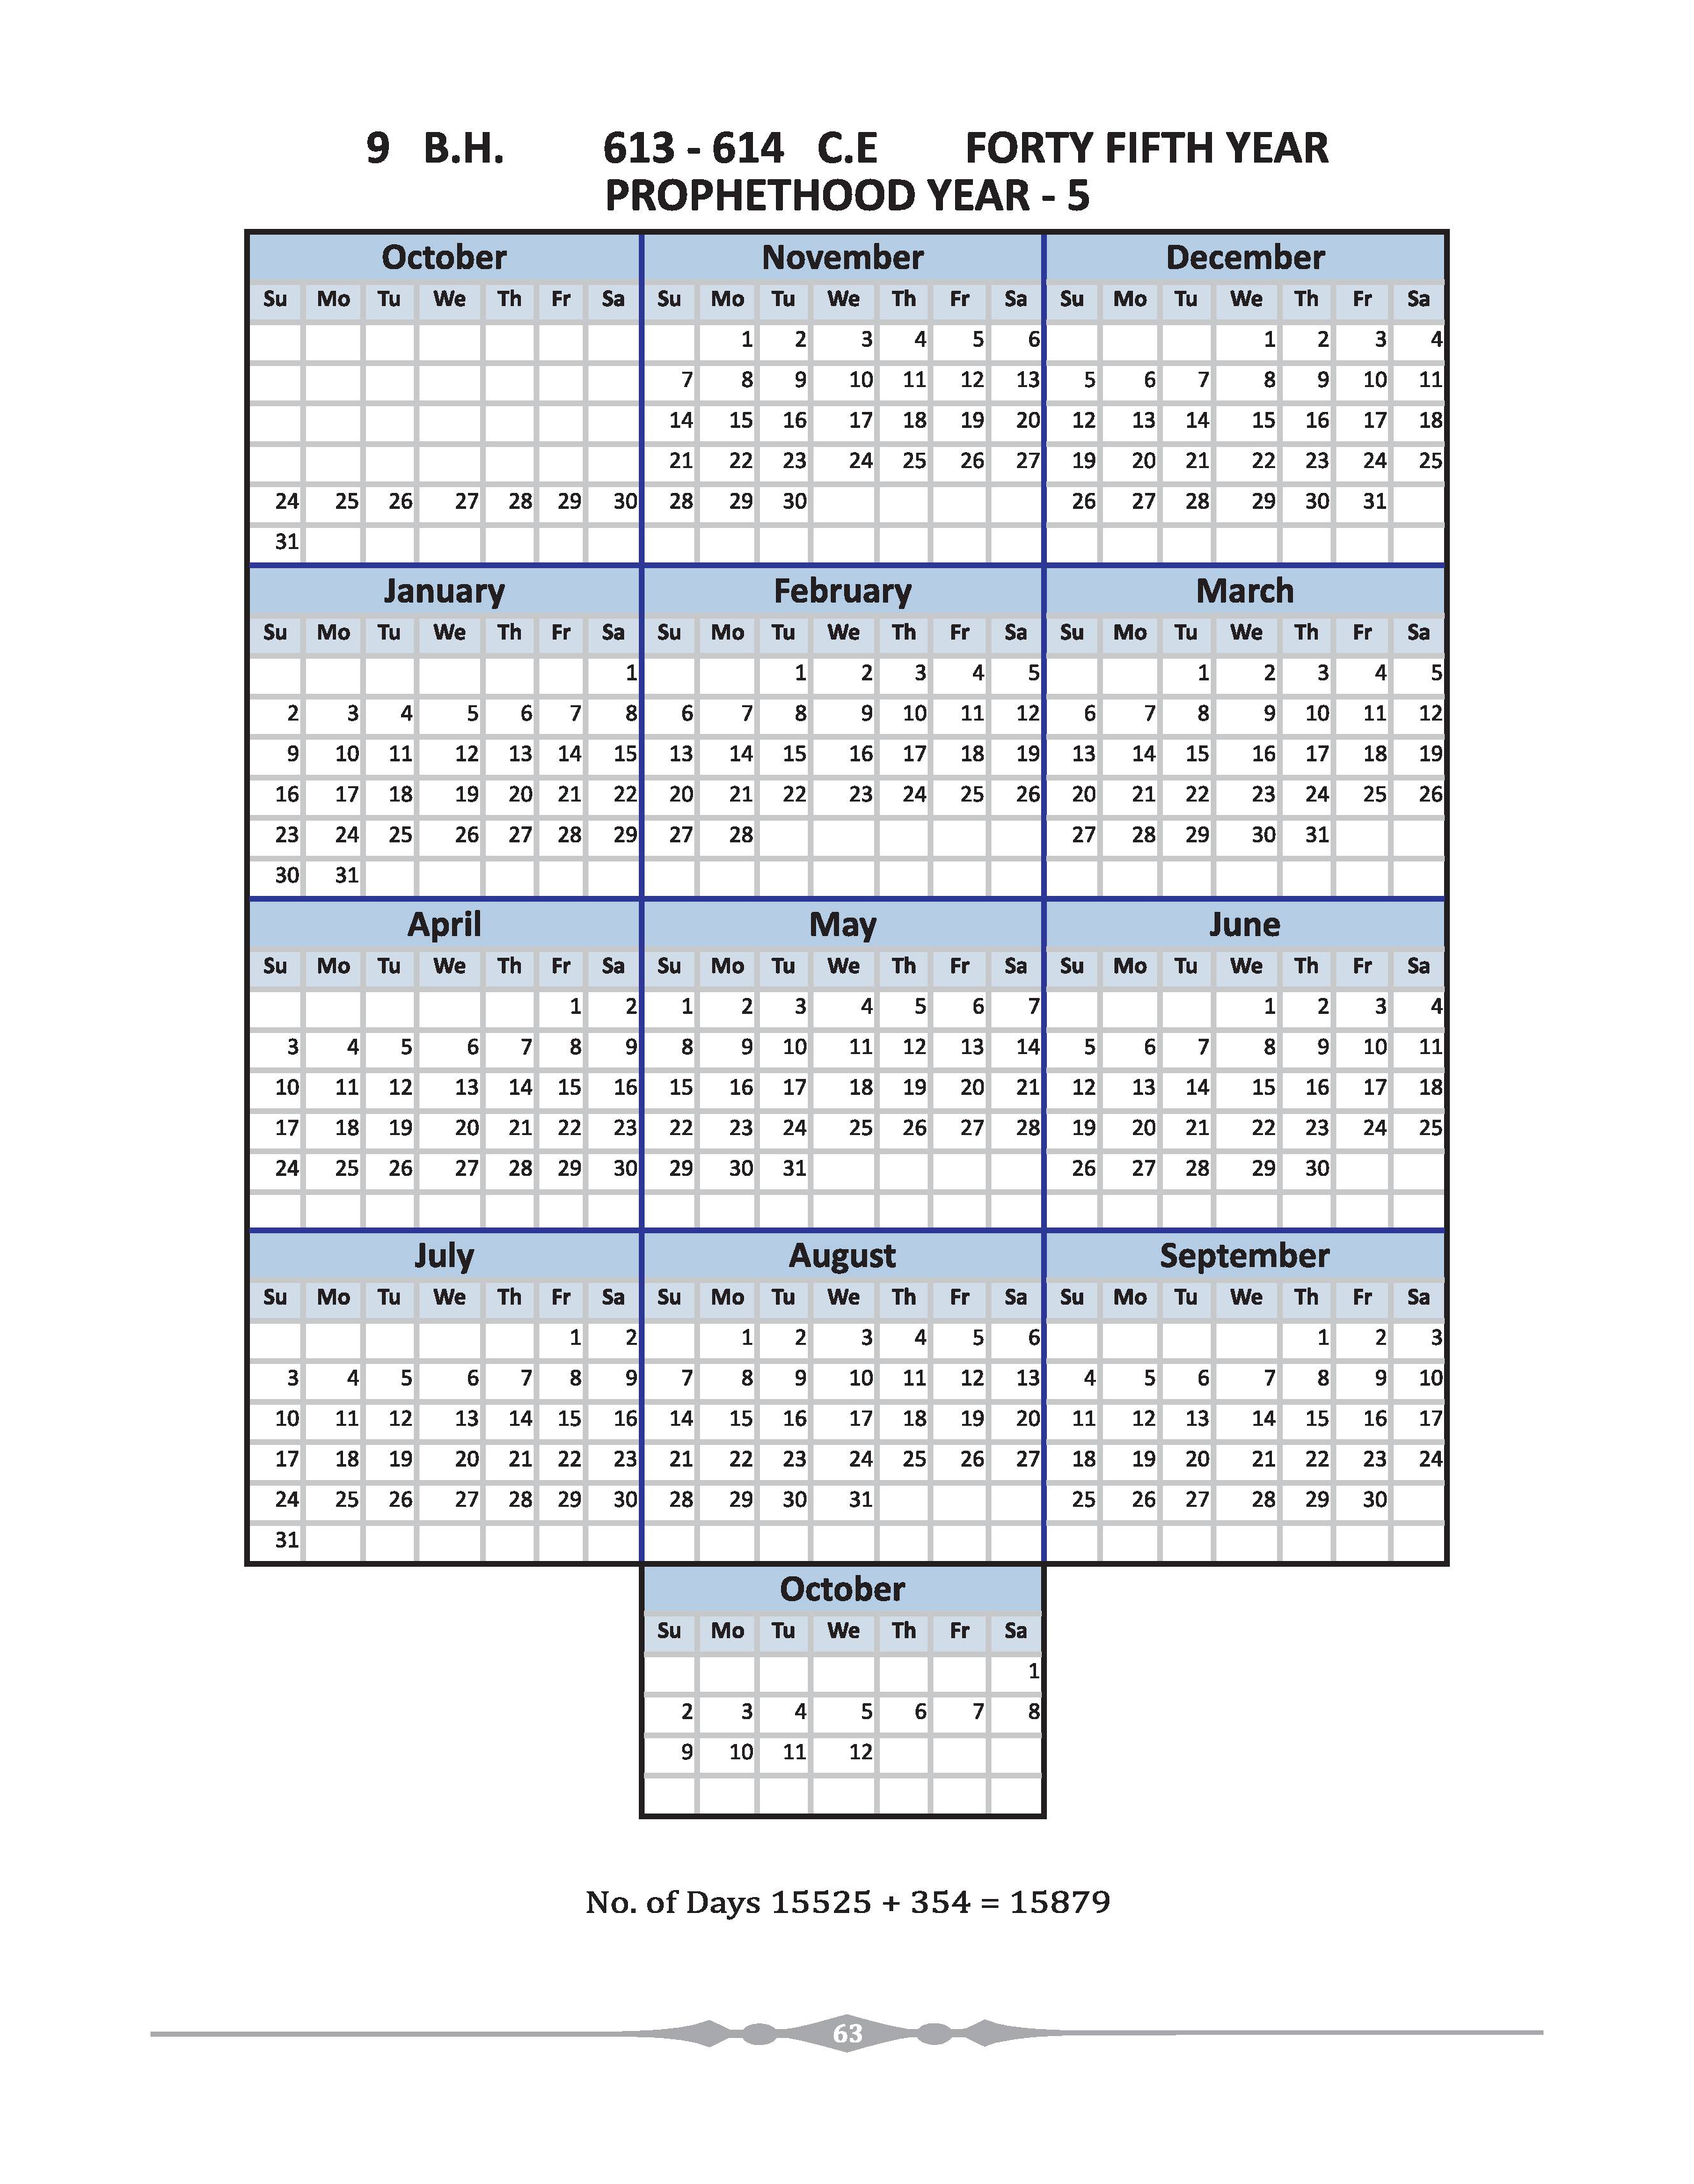 9 B.H. 613 - 614 C.E FORTY FIFTH YEAR
PROPHETHOOD YEAR - 5
October November December
Su Mo Tu We Th Fr Sa Su Mo Tu We Th Fr Sa Su Mo Tu We Th Fr Sa
1 2 3 4 5 6 1 2 3 4
7 8 9 10 11 12 13 5 6 7 8 9 10 11
14 15 16 17 18 19 20 12 13 14 15 16 17 18
21 22 23 24 25 26 27 19 20 21 22 23 24 25
24 25 26 27 28 29 30 28 29 30 26 27 28 29 30 31
31
January February March
Su Mo Tu We Th Fr Sa Su Mo Tu We Th Fr Sa Su Mo Tu We Th Fr Sa
1 1 2 3 4 5 1 2 3 4 5
2 3 4 5 6 7 8 6 7 8 9 10 11 12 6 7 8 9 10 11 12
9 10 11 12 13 14 15 13 14 15 16 17 18 19 13 14 15 16 17 18 19
16 17 18 19 20 21 22 20 21 22 23 24 25 26 20 21 22 23 24 25 26
23 24 25 26 27 28 29 27 28 27 28 29 30 31
30 31
April May June
Su Mo Tu We Th Fr Sa Su Mo Tu We Th Fr Sa Su Mo Tu We Th Fr Sa
1 2 1 2 3 4 5 6 7 1 2 3 4
3 4 5 6 7 8 9 8 9 10 11 12 13 14 5 6 7 8 9 10 11
10 11 12 13 14 15 16 15 16 17 18 19 20 21 12 13 14 15 16 17 18
17 18 19 20 21 22 23 22 23 24 25 26 27 28 19 20 21 22 23 24 25
24 25 26 27 28 29 30 29 30 31 26 27 28 29 30
July August September
Su Mo Tu We Th Fr Sa Su Mo Tu We Th Fr Sa Su Mo Tu We Th Fr Sa
1 2 1 2 3 4 5 6 1 2 3
3 4 5 6 7 8 9 7 8 9 10 11 12 13 4 5 6 7 8 9 10
10 11 12 13 14 15 16 14 15 16 17 18 19 20 11 12 13 14 15 16 17
17 18 19 20 21 22 23 21 22 23 24 25 26 27 18 19 20 21 22 23 24
24 25 26 27 28 29 30 28 29 30 31 25 26 27 28 29 30
31
October
Su Mo Tu We Th Fr Sa
1
2 3 4 5 6 7 8
9 10 11 12
No. of Days 15525 + 354 = 15879
63